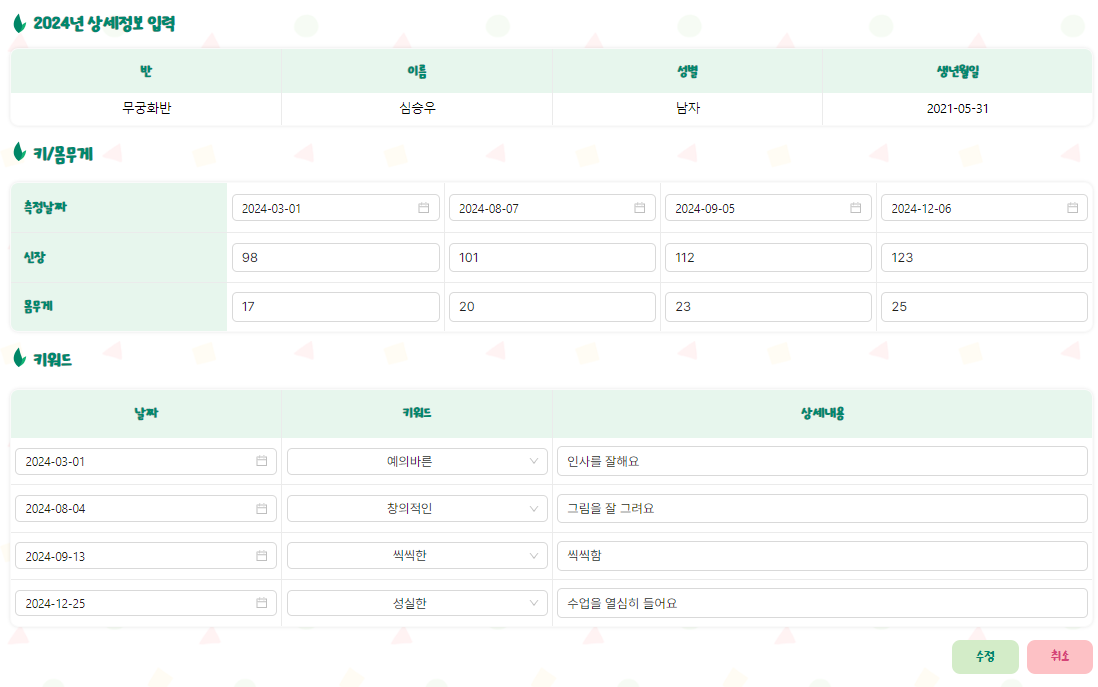 2024년 상세정보 입력
반 이름 성별 생년월일
무궁화반 심승우 남자 2021-05-31
키/몸무게
측정날짜 2024-03-01 2024-08-07 2024-09-05 2024-12-06
신장 98 101 112 123
몸무게 17 20 23 25
키워드
날짜 키워드 상세내용
2024-03-01 예의바른 인사를 잘해요
2024-08-04 창의적인 그림을 잘 그려요
2024-09-13 씩씩한 씩씩함
2024-12-25 성실한 수업을 열심히 들어요
수정 취소